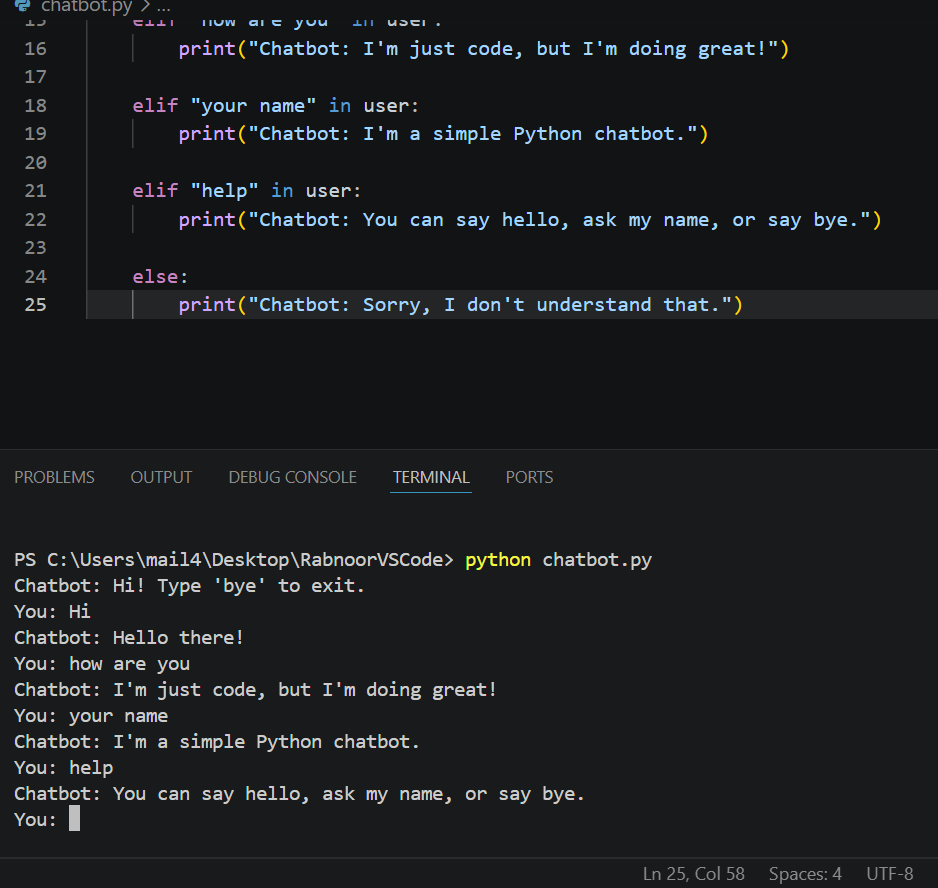 chatbot.py > ...
15 elif "how are you" in user:
16 print("Chatbot: I'm just code, but I'm doing great!")
17
18 elif "your name" in user:
19 print("Chatbot: I'm a simple Python chatbot.")
20
21 elif "help" in user:
22 print("Chatbot: You can say hello, ask my name, or say bye.")
23
24 else:
25 print("Chatbot: Sorry, I don't understand that.")
PROBLEMS OUTPUT DEBUG CONSOLE TERMINAL PORTS
PS C:\Users\mail4\Desktop\RabnoorVSCode> python chatbot.py
Chatbot: Hi! Type 'bye' to exit.
You: Hi
Chatbot: Hello there!
You: how are you
Chatbot: I'm just code, but I'm doing great!
You: your name
Chatbot: I'm a simple Python chatbot.
You: help
Chatbot: You can say hello, ask my name, or say bye.
You:
Ln 25, Col 58 Spaces: 4 UTF-8